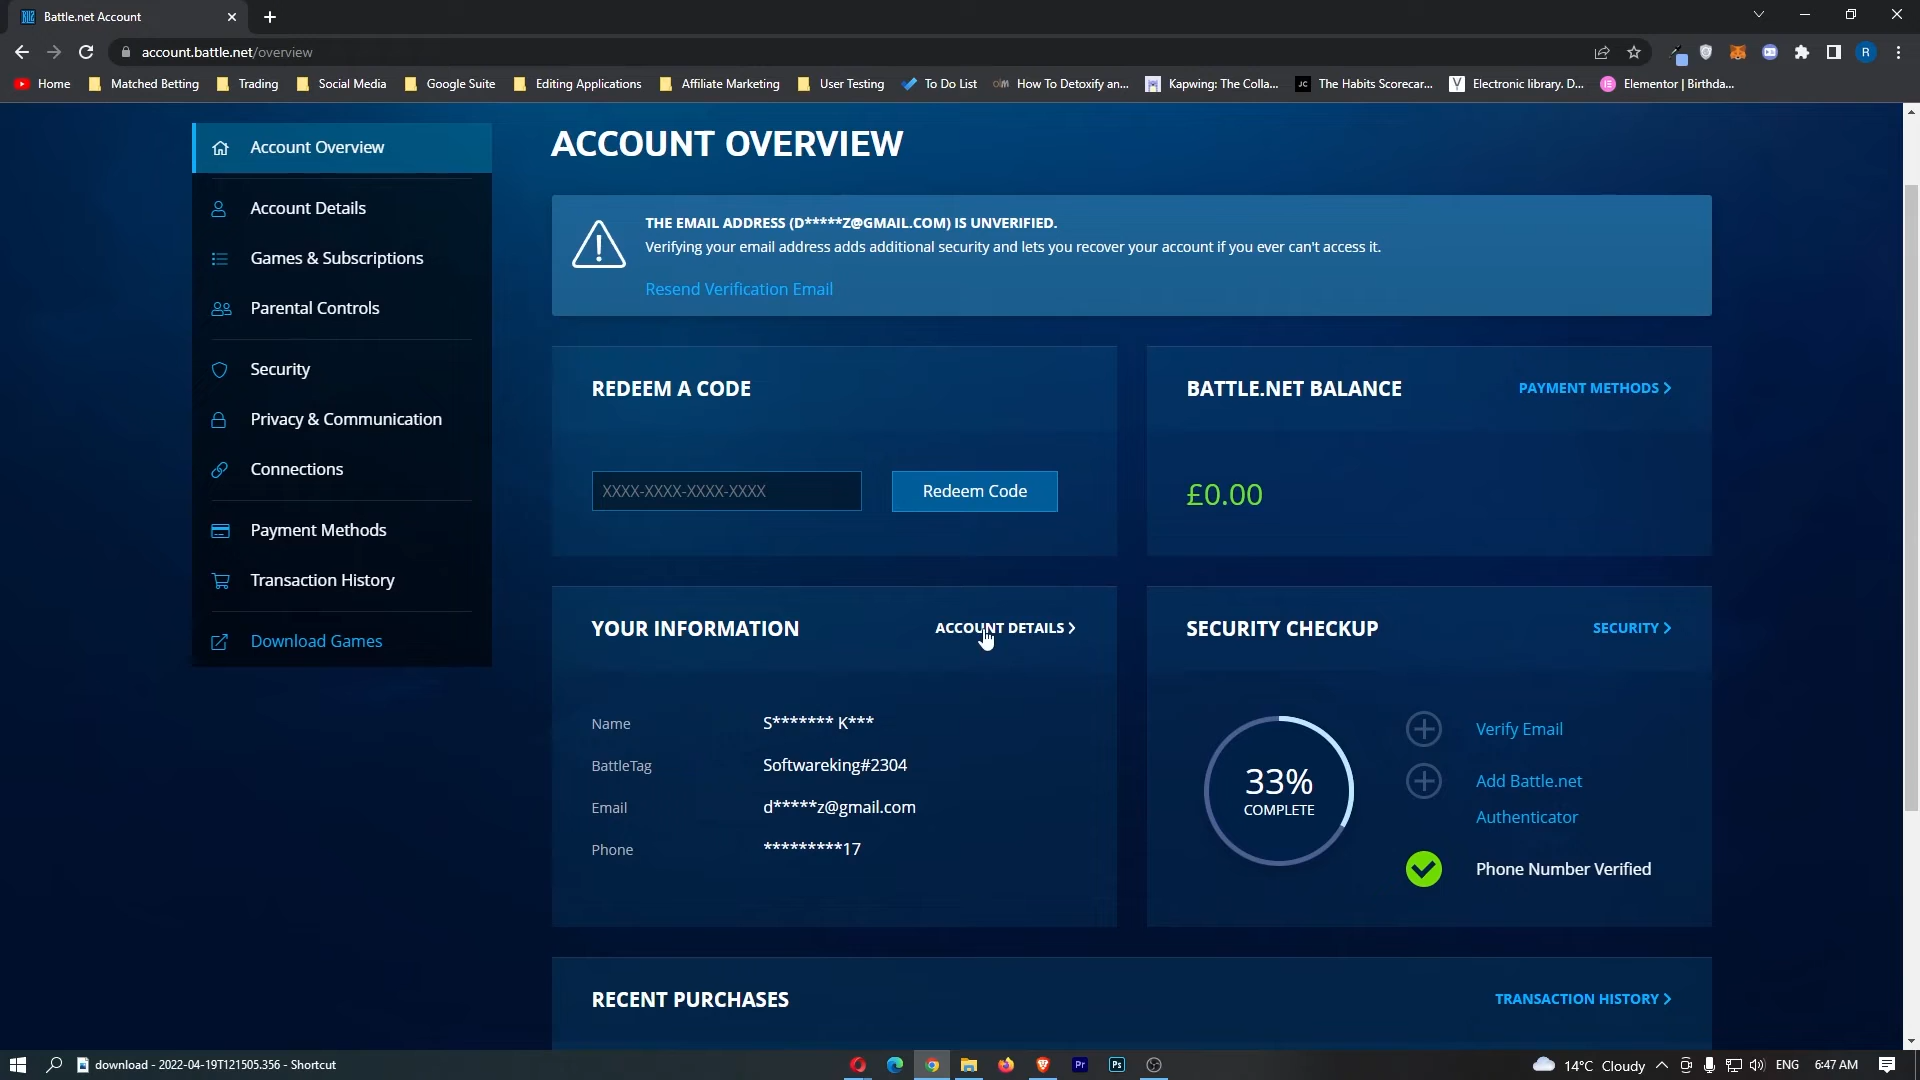 Battle.net Account
account.battle.net/overview
Home
Matched Betting
Trading
Social Media
Google Suite
Editing Applications
Affiliate Marketing
User Testing
To Do List
How To Detoxify an...
Kapwing: The Colla...
JC
The Habits Scorecar...
Electronic library. D...
Elementor | Birthda...
R
Account Overview
Account Details
Games & Subscriptions
Parental Controls
Security
Privacy & Communication
Connections
Payment Methods
Transaction History
Download Games
ACCOUNT OVERVIEW
THE EMAIL ADDRESS (D*****Z@GMAIL.COM) IS UNVERIFIED.
Verifying your email address adds additional security and lets you recover your account if you ever can't access it.
Resend Verification Email
REDEEM A CODE
XXXX-XXXX-XXXX-XXXX
Redeem Code
BATTLE.NET BALANCE
PAYMENT METHODS
£0.00
YOUR INFORMATION
ACCOUNT DETAILS
Name
S******* K***
BattleTag
Softwareking#2304
Email
d*****z@gmail.com
Phone
*********17
SECURITY CHECKUP
SECURITY
33%
COMPLETE
Verify Email
Add Battle.net
Authenticator
Phone Number Verified
RECENT PURCHASES
TRANSACTION HISTORY
download - 2022-04-19T121505.356 - Shortcut
Pr
Ps
14°C Cloudy
ENG
6:47 AM